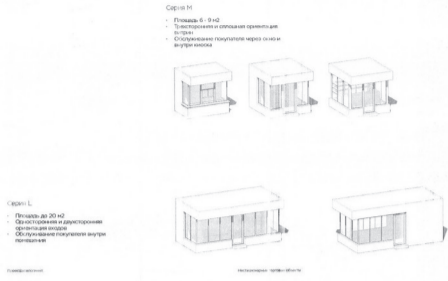 Серия M
- Площадь 6 - 9 м2
- Трехсторонняя и сплошная ориентация
витрин
- Обслуживание покупателя через окно и
внутри киоска
Серия L
- Площадь до 20 м2
- Односторонняя и двухсторонняя
ориентация входов
- Обслуживание покупателя внутри
помещения